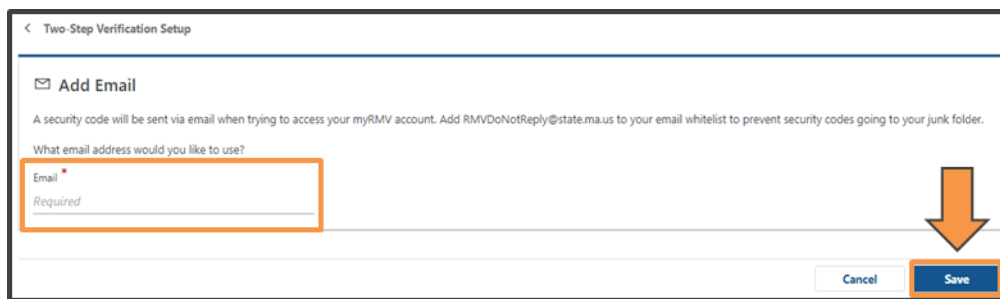 < Two-Step Verification Setup
Add Email
A security code will be sent via email when trying to access your myRMV account. Add RMVDoNotReply@state.ma.us to your email whitelist to prevent security codes going to your junk folder.
What email address would you like to use?
Email *
Required
Cancel Save